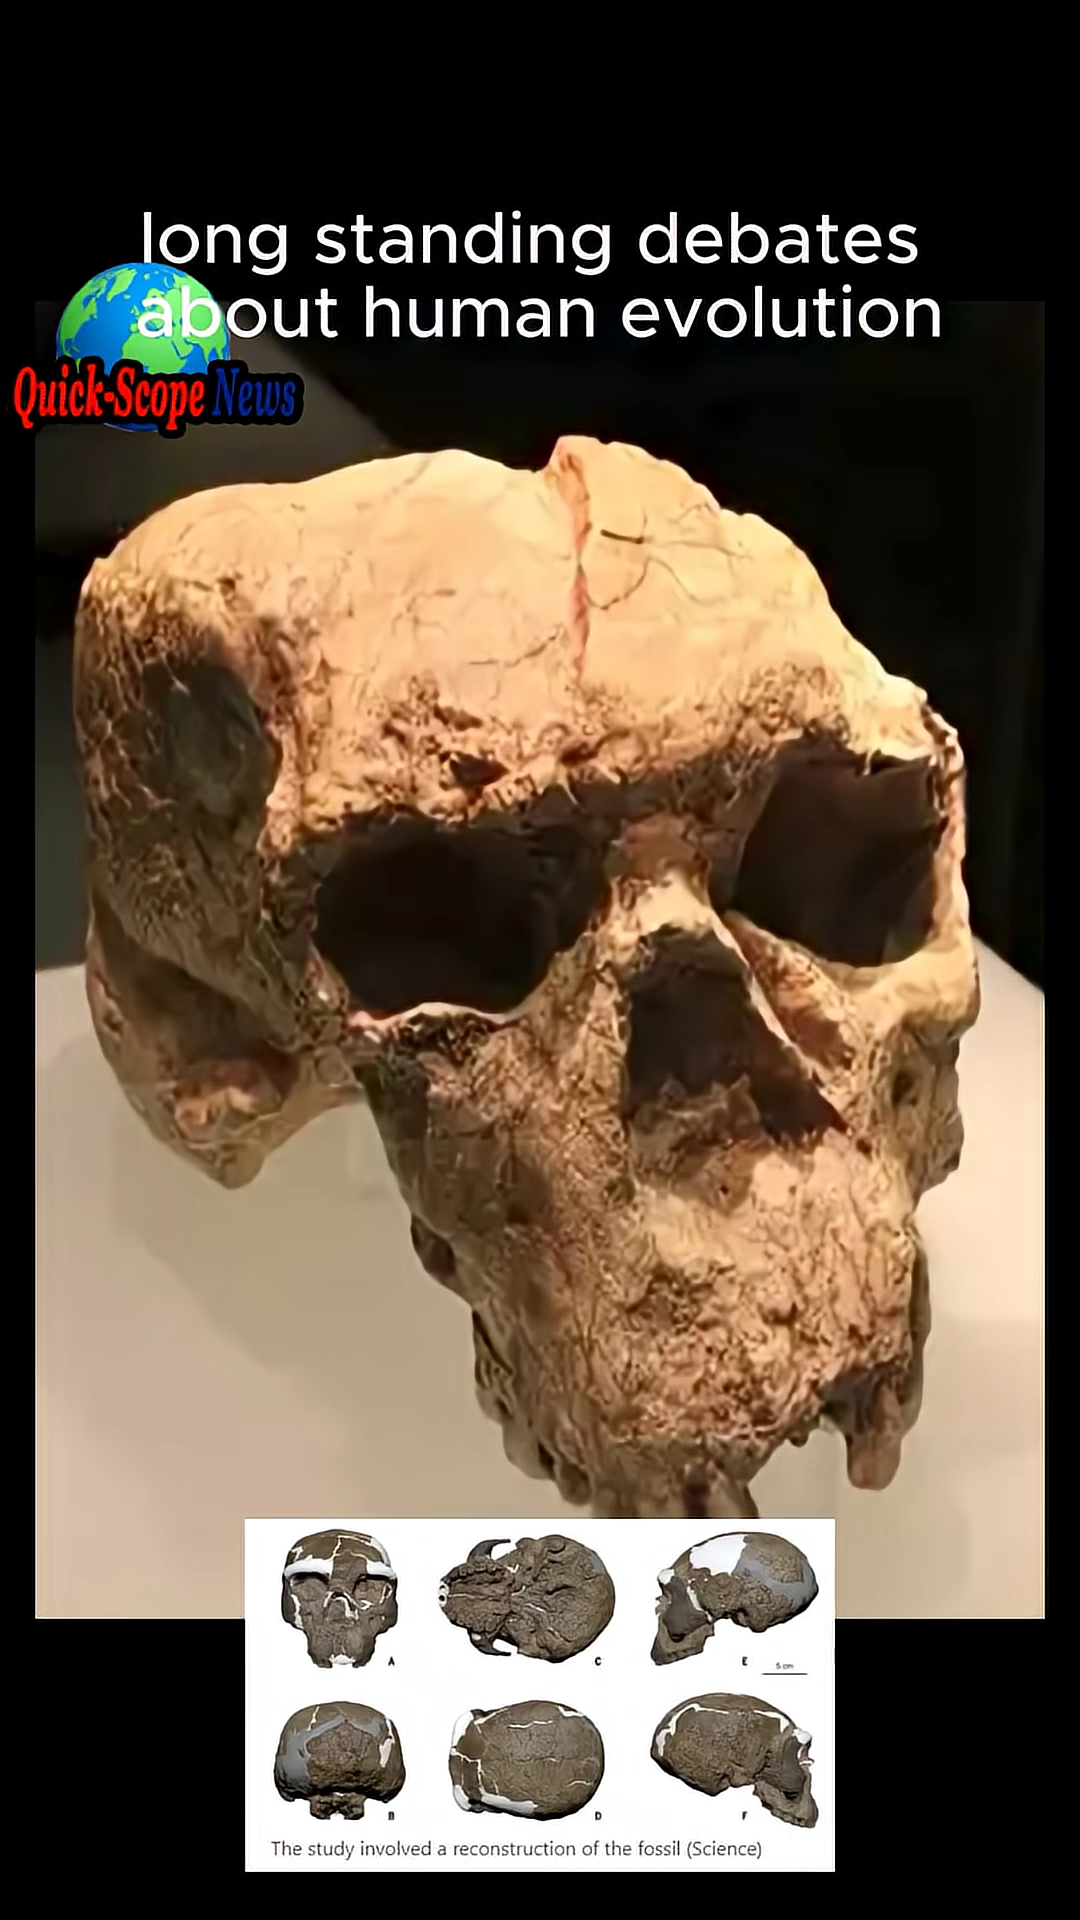 long standing debates
about human evolution
Quick-Scope News
A
C
E
5 cm
B
D
F
The study involved a reconstruction of the fossil (Science)